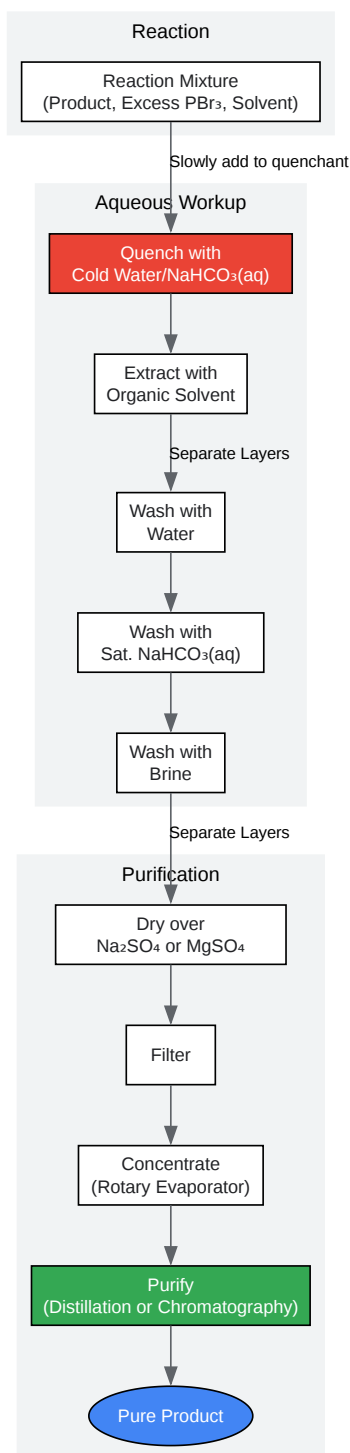 Reaction
Reaction Mixture
(Product, Excess PBr₃, Solvent)
Slowly add to quenchant
Aqueous Workup
Quench with
Cold Water/NaHCO₃(aq)
Extract with
Organic Solvent
Separate Layers
Wash with
Water
Wash with
Sat. NaHCO₃(aq)
Wash with
Brine
Separate Layers
Purification
Dry over
Na₂SO₄ or MgSO₄
Filter
Concentrate
(Rotary Evaporator)
Purify
(Distillation or Chromatography)
Pure Product